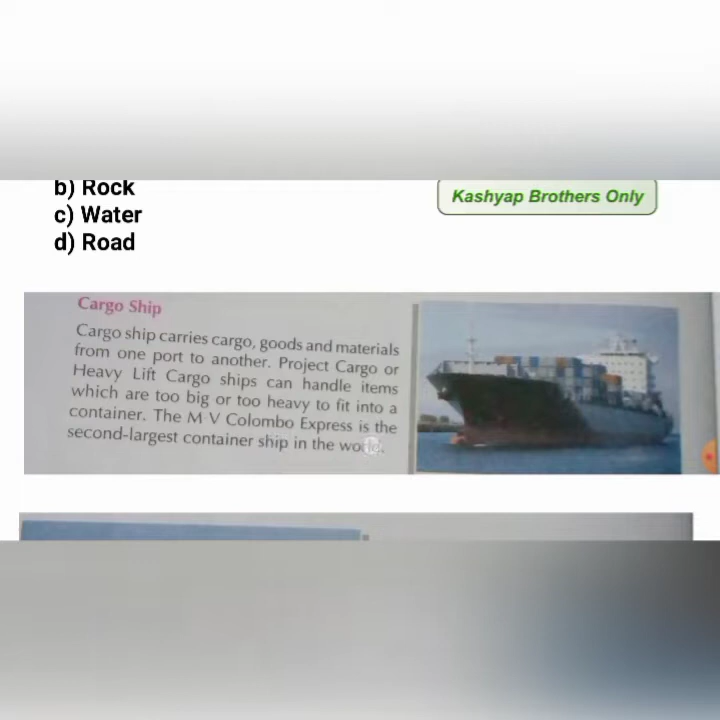 b) Rock
c) Water
d) Road
Kashyap Brothers Only
Cargo Ship
Cargo ship carries cargo, goods and materials
from one port to another. Project Cargo or
Heavy Lift Cargo ships can handle items
which are too big or too heavy to fit into a
container. The M V Colombo Express is the
second-largest container ship in the world.